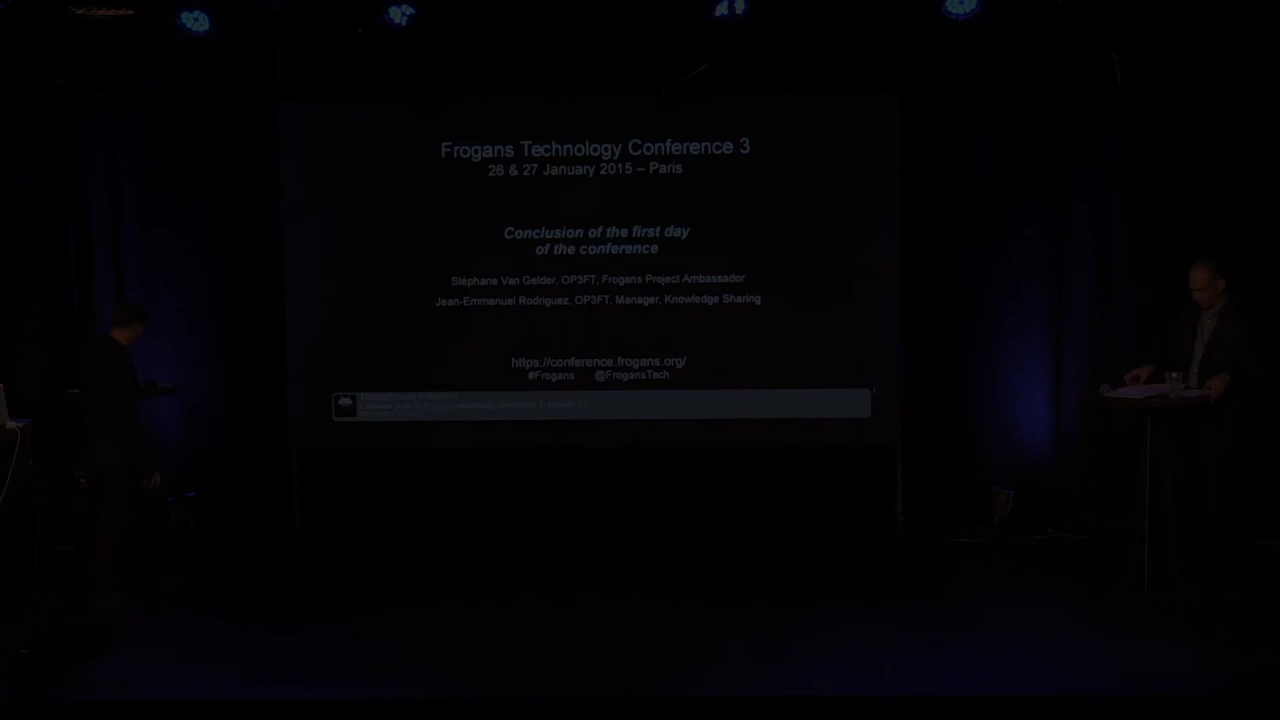 Frogans Technology Conference 3
26 & 27 January 2015 – Paris
Conclusion of the first day
of the conference
Stéphane Van Gelder, OP3FT, Frogans Project Ambassador
Jean-Emmanuel Rodriguez, OP3FT, Manager, Knowledge Sharing
https://conference.frogans.org/
#Frogans @FrogansTech